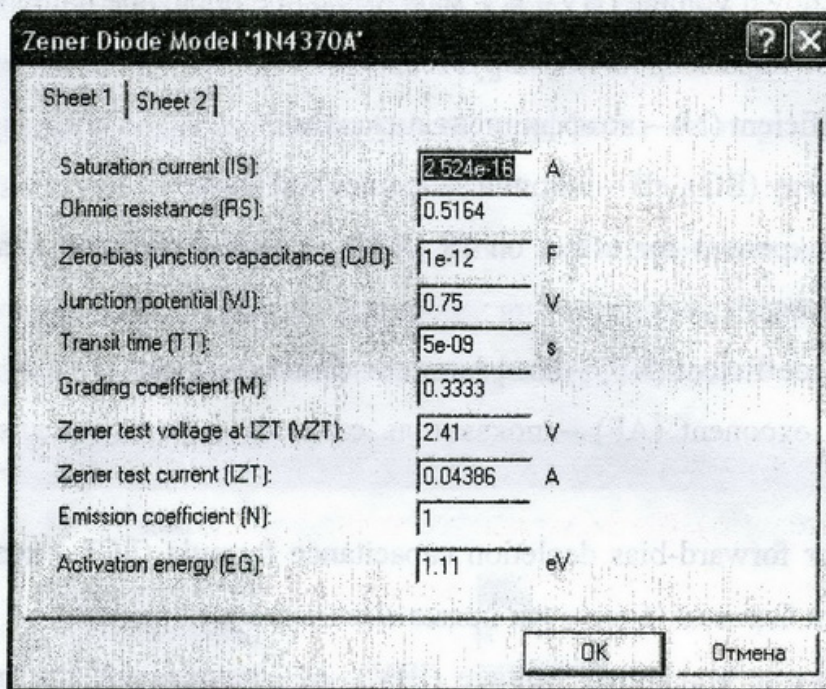 Zener Diode Model '1N4370A'
Sheet 1 Sheet 2
Saturation current (IS): 2.524e-16 A
Ohmic resistance (RS): 0.5164
Zero-bias junction capacitance (CJO): 1e-12 F
Junction potential (VJ): 0.75 V
Transit time (TT): 5e-09 s
Grading coefficient (M): 0.3333
Zener test voltage at IZT (VZT): 2.41 V
Zener test current (IZT): 0.04386 A
Emission coefficient (N): 1
Activation energy (EG): 1.11 eV
OK Отмена